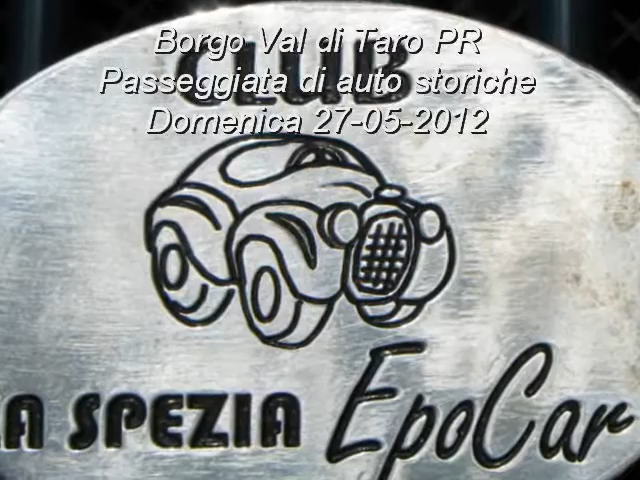 Borgo Val di Taro PR
Passeggiata di auto storiche
Domenica 27-05-2012
CLUB
A SPEZIA EpoCar